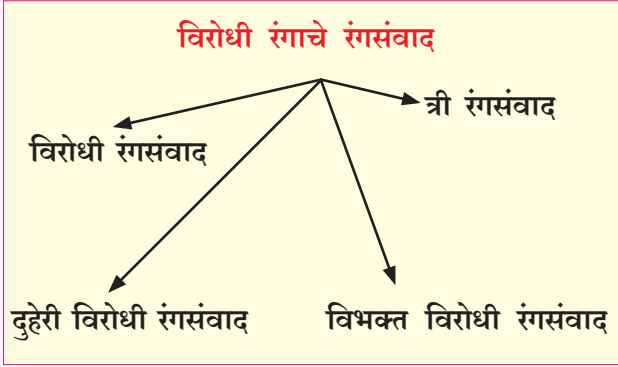 विरोधी रंगाचे रंगसंवाद
त्री रंगसंवाद
विरोधी रंगसंवाद
दुहेरी विरोधी रंगसंवाद
विभक्त विरोधी रंगसंवाद